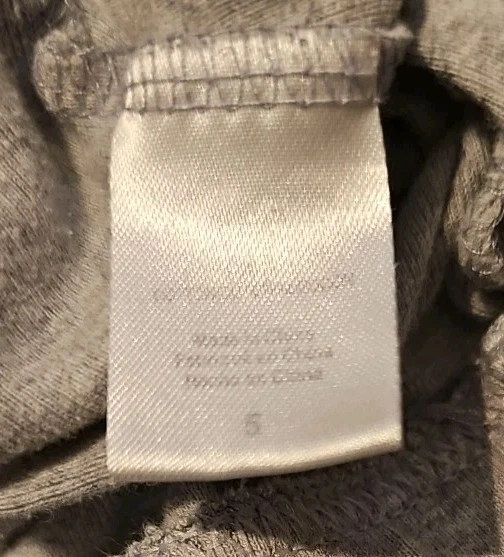 Made in China
Fabriqué en Chine
Hecho en China
5